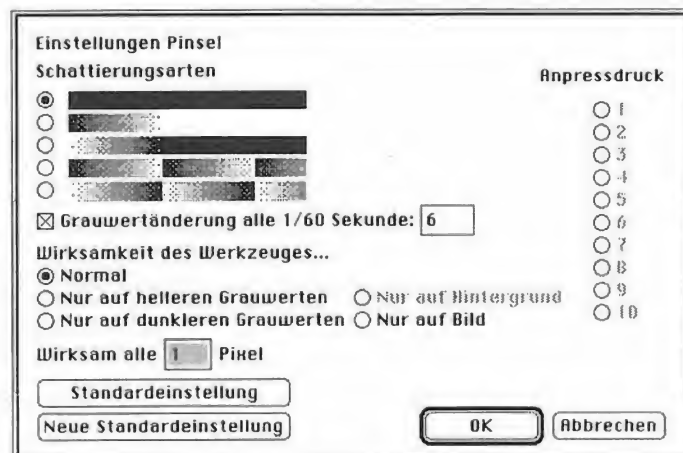 Einstellungen Pinsel
Schattierungsarten
Anpressdruck
1
2
3
4
5
6
7
8
9
10
Grauwertänderung alle 1/60 Sekunde: 6
Wirksamkeit des Werkzeuges...
Normal
Nur auf helleren Grauwerten Nur auf Hintergrund
Nur auf dunkleren Grauwerten Nur auf Bild
Wirksam alle 1 Pixel
Standardeinstellung
Neue Standardeinstellung
OK Abbrechen